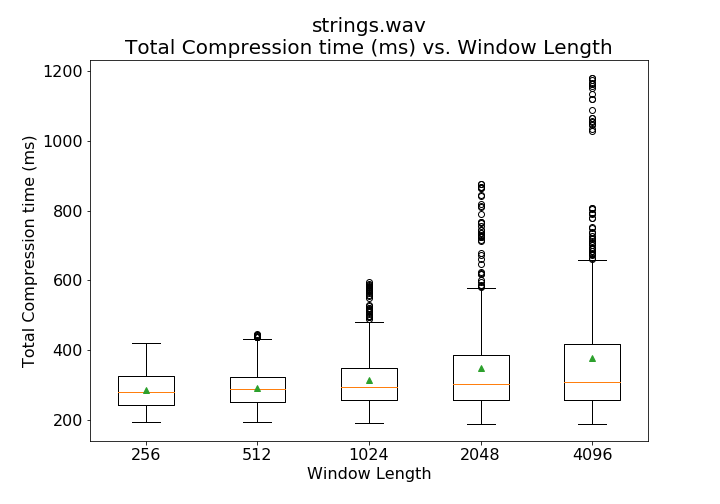 strings.wav
Total Compression time (ms) vs. Window Length
Total Compression time (ms)
1200
1000
800
600
400
200
256 512 1024 2048 4096
Window Length